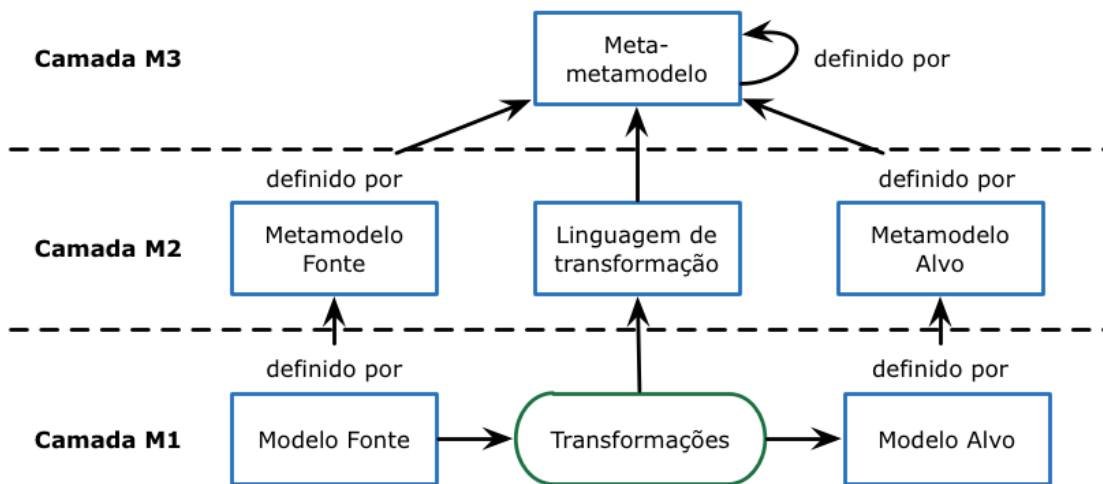 Camada M3
Meta-
metamodelo
definido por
definido por
definido por
Camada M2
Metamodelo
Fonte
Linguagem de
transformação
Metamodelo
Alvo
definido por
definido por
Camada M1
Modelo Fonte
Transformações
Modelo Alvo